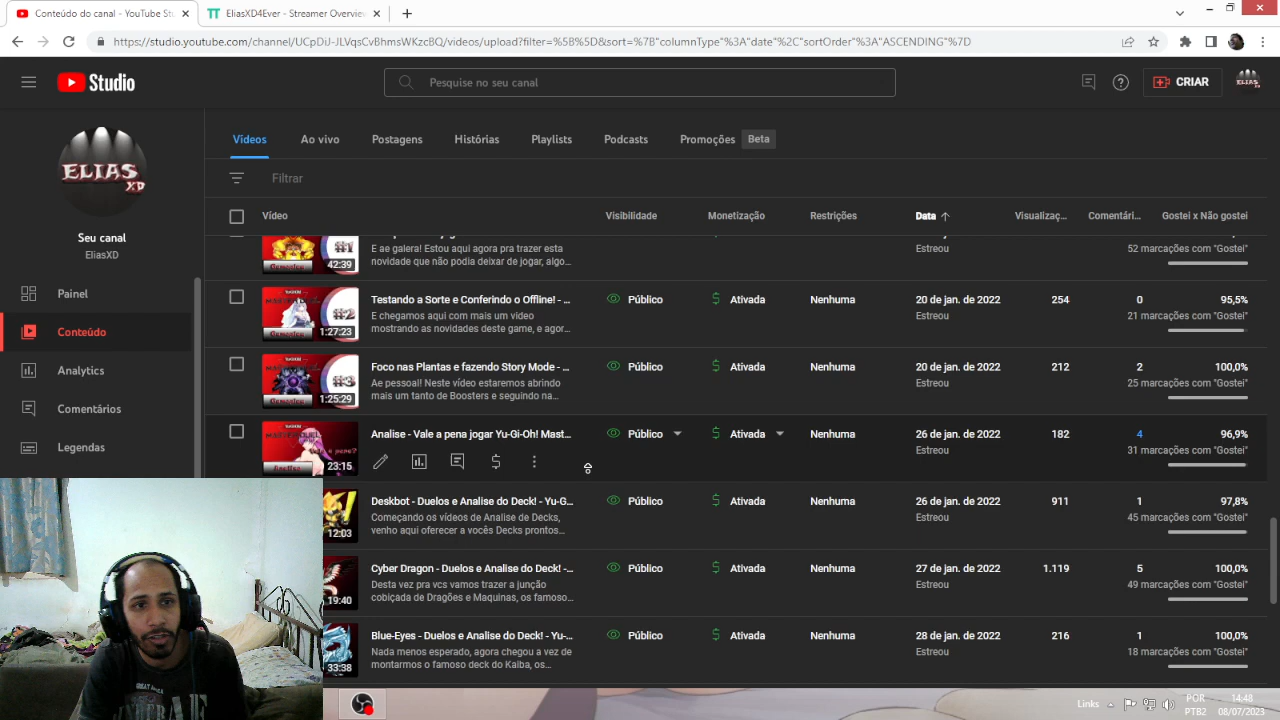 Conteúdo do canal - YouTube Stu
EliasXD4Ever - Streamer Overview
https://studio.youtube.com/channel/UCpDiJ-JLVqsCvBhmsWKzcBQ/videos/upload?filter=%5B%5D&sort=%7B"columnType"%3A"date"%2C"sortOrder"%3A"ASCENDING"%7D
Studio
Pesquise no seu canal
CRIAR
ELIAS XD
Seu canal
EliasXD
Painel
Conteúdo
Analytics
Comentários
Legendas
Vídeos
Ao vivo
Postagens
Histórias
Playlists
Podcasts
Promoções
Beta
Filtrar
Vídeo
Visibilidade
Monetização
Restrições
Data
Visualizaç...
Comentári...
Gostei x Não gostei
#1
42:39
E ae galera! Estou aqui agora pra trazer esta
novidade que não podia deixar de jogar, algo...
Estreou
52 marcações com "Gostei"
#2
1:27:23
Testando a Sorte e Conferindo o Offline! - ...
E chegamos aqui com mais um vídeo
mostrando as novidades deste game, e agor...
Público
Ativada
Nenhuma
20 de jan. de 2022
Estreou
254
0
95,5%
21 marcações com "Gostei"
#3
1:25:29
Foco nas Plantes e fazendo Story Mode - ...
Ae pessoal! Neste vídeo estaremos abrindo
mais um tanto de Boosters e seguindo na...
Público
Ativada
Nenhuma
20 de jan. de 2022
Estreou
212
2
100,0%
25 marcações com "Gostei"
23:15
Analise - Vale a pena jogar Yu-Gi-Oh! Mast...
Público
Ativada
Nenhuma
26 de jan. de 2022
Estreou
182
4
96,9%
31 marcações com "Gostei"
12:03
Deskbot - Duelos e Analise do Deck! - Yu-G...
Começando os vídeos de Analise de Decks,
venho aqui oferecer a vocês Decks prontos...
Público
Ativada
Nenhuma
26 de jan. de 2022
Estreou
911
1
97,8%
45 marcações com "Gostei"
19:40
Cyber Dragon - Duelos e Analise do Deck! -...
Desta vez pra vcs vamos trazer a junção
cobiçada de Dragões e Maquinas, os famoso...
Público
Ativada
Nenhuma
27 de jan. de 2022
Estreou
1.119
5
100,0%
49 marcações com "Gostei"
33:38
Blue-Eyes - Duelos e Analise do Deck! - Yu-...
Nada menos esperado, agora chegou a vez de
montarmos o famoso deck do Kaiba, os...
Público
Ativada
Nenhuma
28 de jan. de 2022
Estreou
216
1
100,0%
18 marcações com "Gostei"
Links
POR
PTB2
14:48
08/07/2023